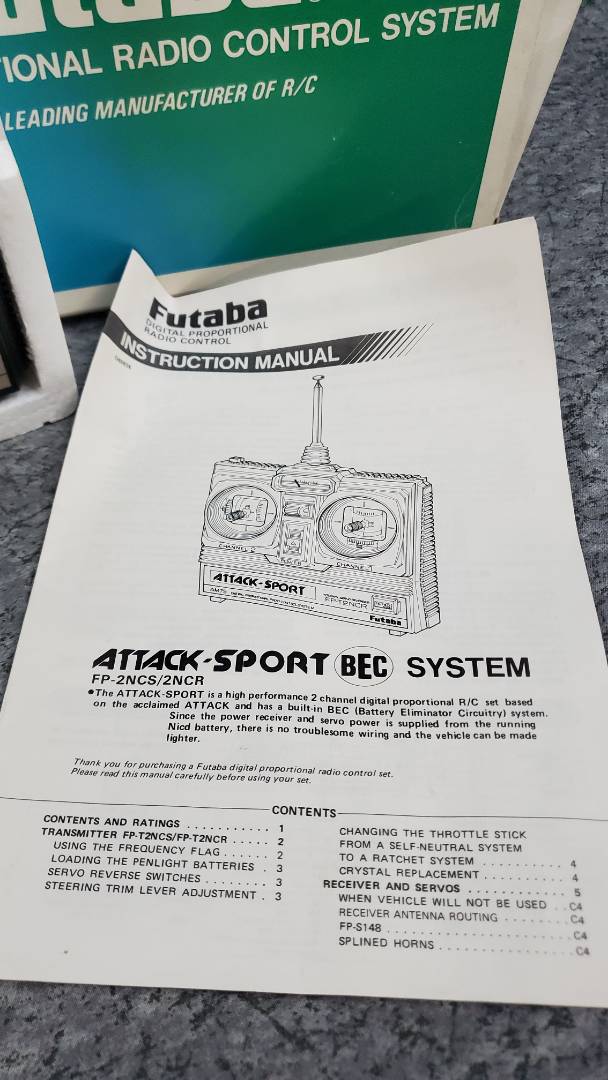 IONAL RADIO CONTROL SYSTEM
LEADING MANUFACTURER OF R/C
Futaba
DIGITAL PROPORTIONAL
RADIO CONTROL
INSTRUCTION MANUAL
CHANNEL 2
CHANNEL 1
ATTACK-SPORT
FP-T2NCR
Futaba
ATTACK-SPORT BEC SYSTEM
FP-2NCS/2NCR
●The ATTACK-SPORT is a high performance 2 channel digital proportional R/C set based
on the acclaimed ATTACK and has a built-in BEC (Battery Eliminator Circuitry) system.
Since the power receiver and servo power is supplied from the running
Nicd battery, there is no troublesome wiring and the vehicle can be made
lighter.
Thank you for purchasing a Futaba digital proportional radio control set.
Please read this manual carefully before using your set.
CONTENTS
CONTENTS AND RATINGS ........... 1
TRANSMITTER FP-T2NCS/FP-T2NCR ..... 2
USING THE FREQUENCY FLAG ...... 2
LOADING THE PENLIGHT BATTERIES . 3
SERVO REVERSE SWITCHES ........ 3
STEERING TRIM LEVER ADJUSTMENT . 3
CHANGING THE THROTTLE STICK
FROM A SELF-NEUTRAL SYSTEM
TO A RATCHET SYSTEM .......... 4
CRYSTAL REPLACEMENT .......... 4
RECEIVER AND SERVOS ............ 5
WHEN VEHICLE WILL NOT BE USED .. C4
RECEIVER ANTENNA ROUTING ....... C4
FP-S148 ..................... C4
SPLINED HORNS ............... C4